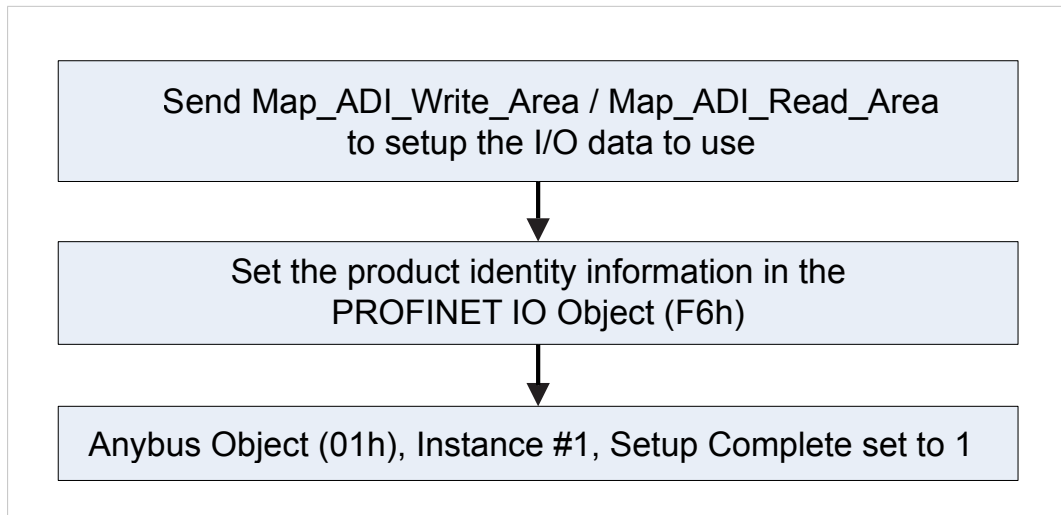 Send Map_ADI_Write_Area / Map_ADI_Read_Area
to setup the I/O data to use
Set the product identity information in the
PROFINET IO Object (F6h)
Anybus Object (01h), Instance #1, Setup Complete set to 1